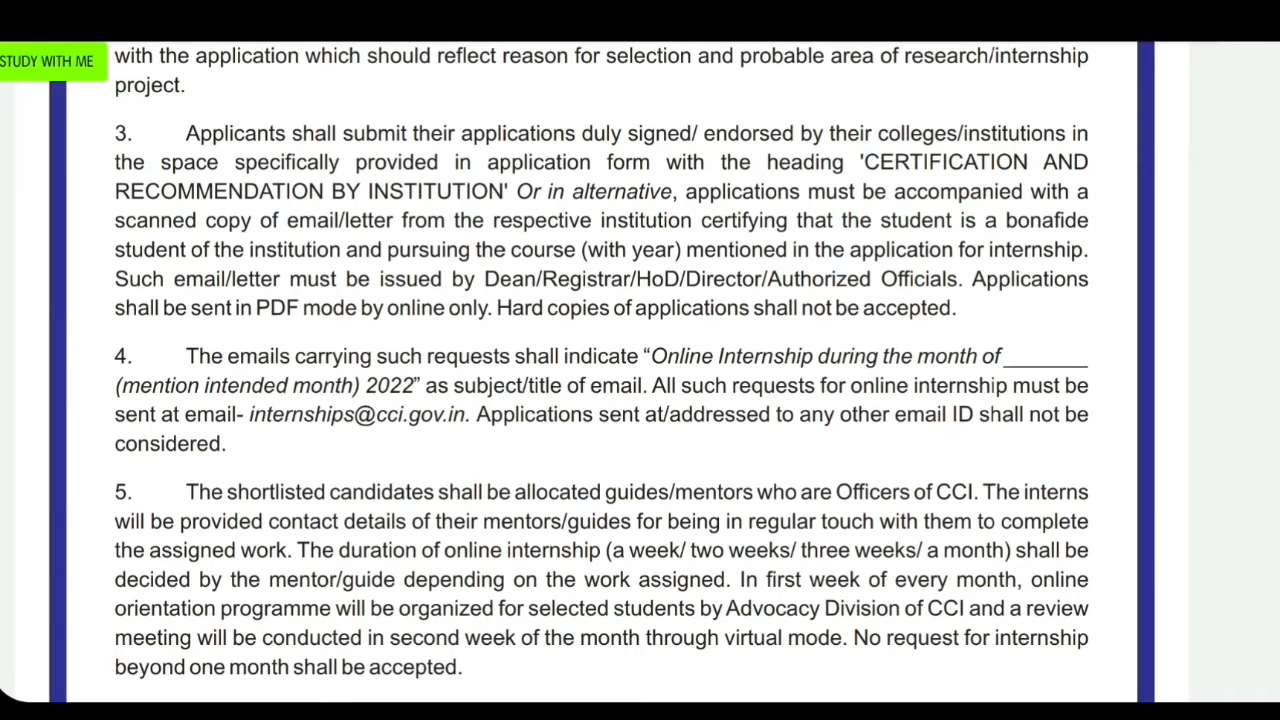 STUDY WITH ME
with the application which should reflect reason for selection and probable area of research/internship
project.
3. Applicants shall submit their applications duly signed/ endorsed by their colleges/institutions in
the space specifically provided in application form with the heading 'CERTIFICATION AND
RECOMMENDATION BY INSTITUTION' Or in alternative, applications must be accompanied with a
scanned copy of email/letter from the respective institution certifying that the student is a bonafide
student of the institution and pursuing the course (with year) mentioned in the application for internship.
Such email/letter must be issued by Dean/Registrar/HoD/Director/Authorized Officials. Applications
shall be sent in PDF mode by online only. Hard copies of applications shall not be accepted.
4. The emails carrying such requests shall indicate “Online Internship during the month of _______
(mention intended month) 2022” as subject/title of email. All such requests for online internship must be
sent at email- internships@cci.gov.in. Applications sent at/addressed to any other email ID shall not be
considered.
5. The shortlisted candidates shall be allocated guides/mentors who are Officers of CCI. The interns
will be provided contact details of their mentors/guides for being in regular touch with them to complete
the assigned work. The duration of online internship (a week/ two weeks/ three weeks/ a month) shall be
decided by the mentor/guide depending on the work assigned. In first week of every month, online
orientation programme will be organized for selected students by Advocacy Division of CCI and a review
meeting will be conducted in second week of the month through virtual mode. No request for internship
beyond one month shall be accepted.